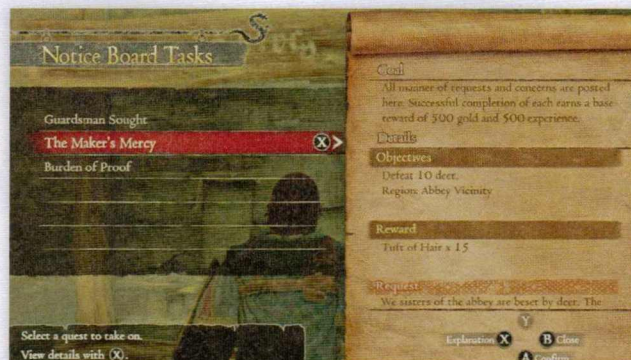 Notice Board Tasks
Guardsman Sought
The Maker's Mercy X
Burden of Proof
Select a quest to take on.
View details with X.
Goal
All manner of requests and concerns are posted
here. Successful completion of each earns a base
reward of 500 gold and 500 experience.
Details
Objectives
Defeat 10 deer.
Region: Abbey Vicinity
Reward
Tuft of Hair x 15
Request
We sisters of the abbey are beset by deer. The
Y
Explanation X B Close
A Confirm